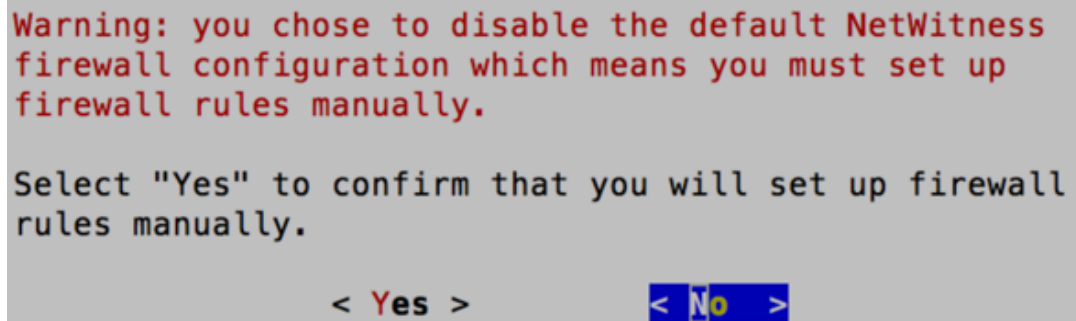 Warning: you chose to disable the default NetWitness
firewall configuration which means you must set up
firewall rules manually.
Select "Yes" to confirm that you will set up firewall
rules manually.
< Yes > < No >